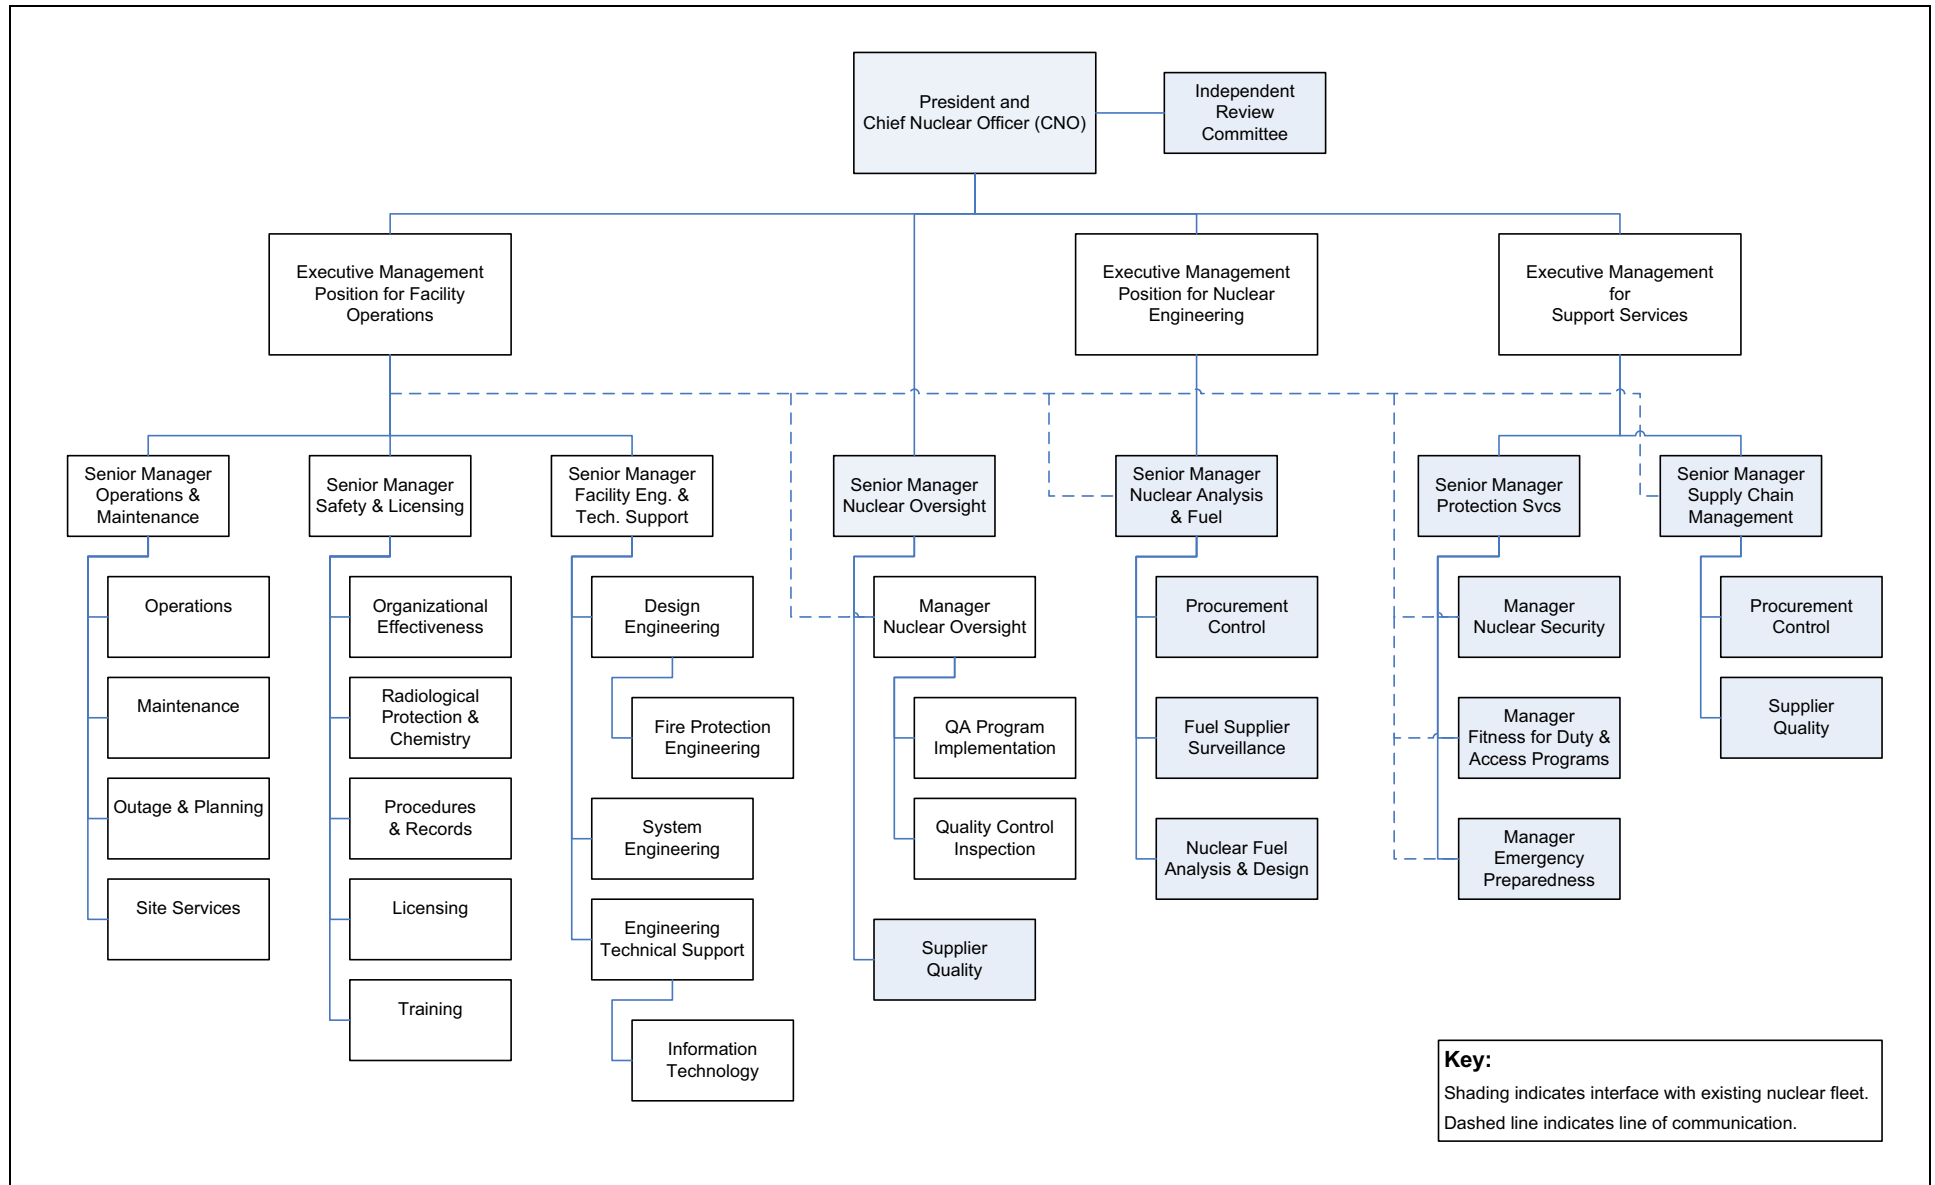 President and
Chief Nuclear Officer (CNO)
Independent
Review
Committee
Executive Management
Position for Facility
Operations
Executive Management
Position for Nuclear
Engineering
Executive Management
for
Support Services
Senior Manager
Operations &
Maintenance
Senior Manager
Safety & Licensing
Senior Manager
Facility Eng. &
Tech. Support
Senior Manager
Nuclear Oversight
Senior Manager
Nuclear Analysis
& Fuel
Senior Manager
Protection Svcs
Senior Manager
Supply Chain
Management
Operations
Maintenance
Outage & Planning
Site Services
Organizational
Effectiveness
Radiological
Protection &
Chemistry
Procedures
& Records
Licensing
Training
Design
Engineering
Fire Protection
Engineering
System
Engineering
Engineering
Technical Support
Information
Technology
Manager
Nuclear Oversight
QA Program
Implementation
Quality Control
Inspection
Supplier
Quality
Procurement
Control
Fuel Supplier
Surveillance
Nuclear Fuel
Analysis & Design
Manager
Nuclear Security
Manager
Fitness for Duty &
Access Programs
Manager
Emergency
Preparedness
Procurement
Control
Supplier
Quality
Key:
Shading indicates interface with existing nuclear fleet.
Dashed line indicates line of communication.